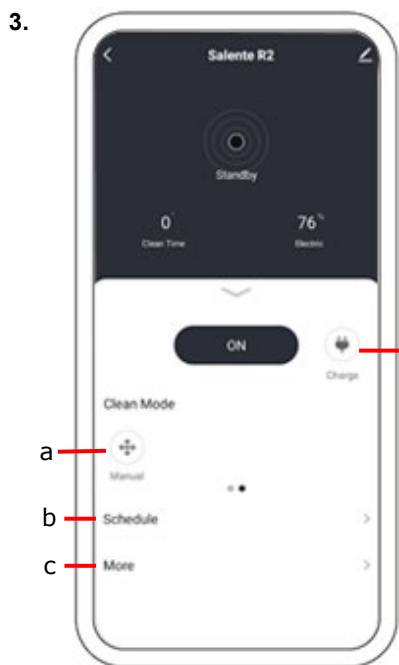 3.
Salente R2
Standby
0'
76%
Clean Time
Electric
ON
Charge
Clean Mode
a
Manual
b
Schedule
c
More